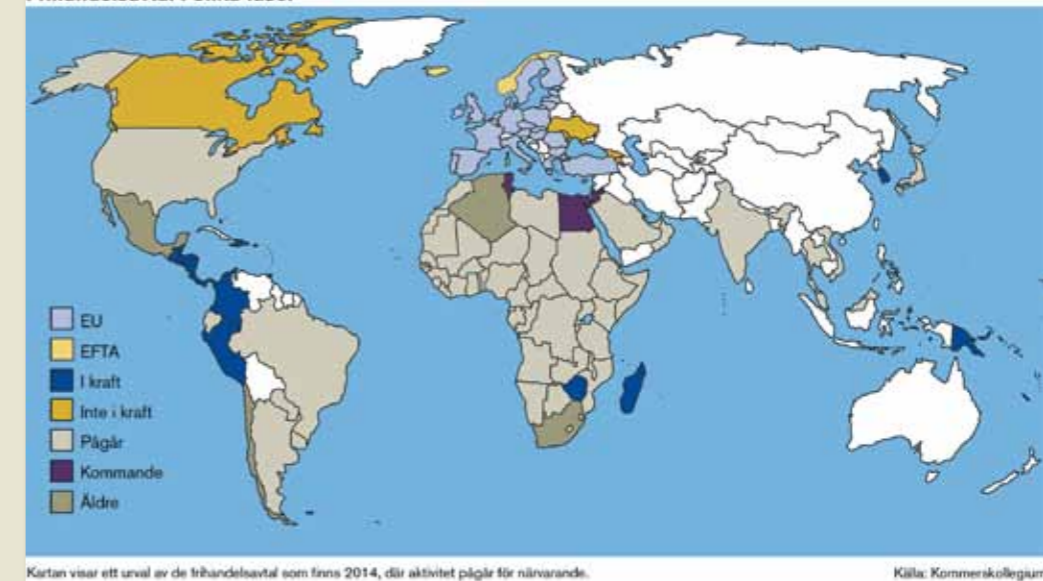 EU
EFTA
I kraft
Inte i kraft
Pågår
Kommande
Äldre
Kartan visar ett urval av de frihandelsavtal som finns 2014, där aktivitet pågår för närvarande.
Källa: Kommerskollegium